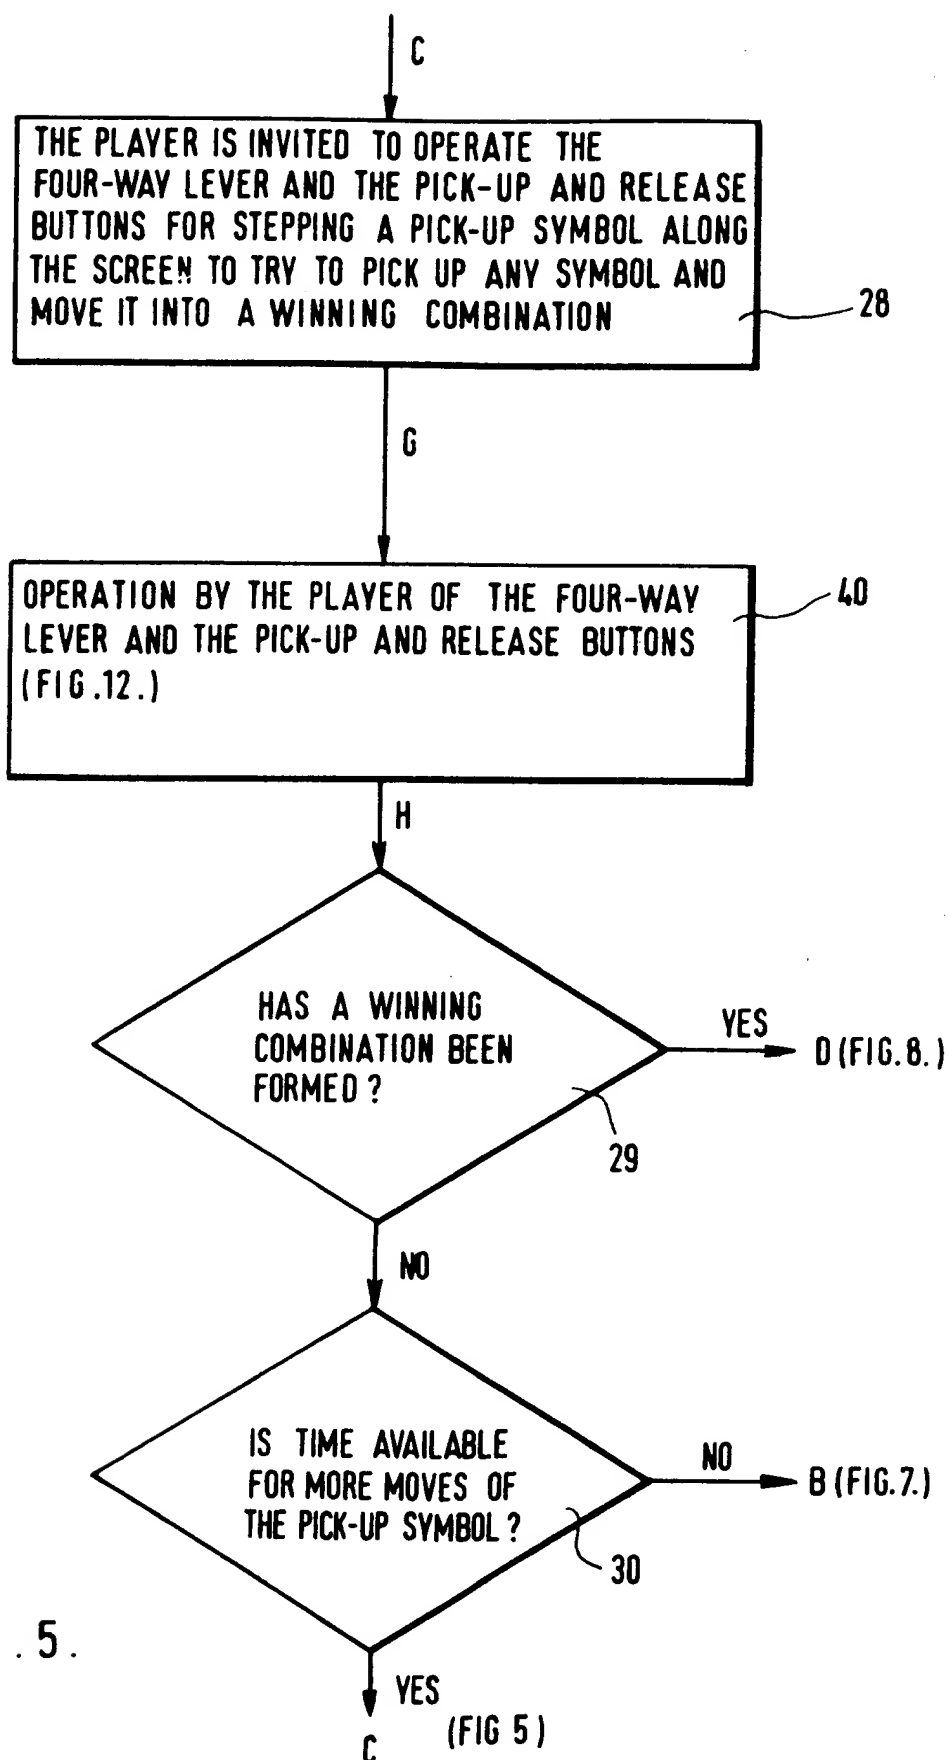 C
THE PLAYER IS INVITED TO OPERATE THE
FOUR-WAY LEVER AND THE PICK-UP AND RELEASE
BUTTONS FOR STEPPING A PICK-UP SYMBOL ALONG
THE SCREEN TO TRY TO PICK UP ANY SYMBOL AND
MOVE IT INTO A WINNING COMBINATION
28
G
OPERATION BY THE PLAYER OF THE FOUR-WAY
LEVER AND THE PICK-UP AND RELEASE BUTTONS
(FIG.12.)
40
H
HAS A WINNING
COMBINATION BEEN
FORMED?
YES
D (FIG.8.)
29
NO
IS TIME AVAILABLE
FOR MORE MOVES OF
THE PICK-UP SYMBOL?
NO
B (FIG.7.)
30
. 5 .
YES
(FIG 5)
C